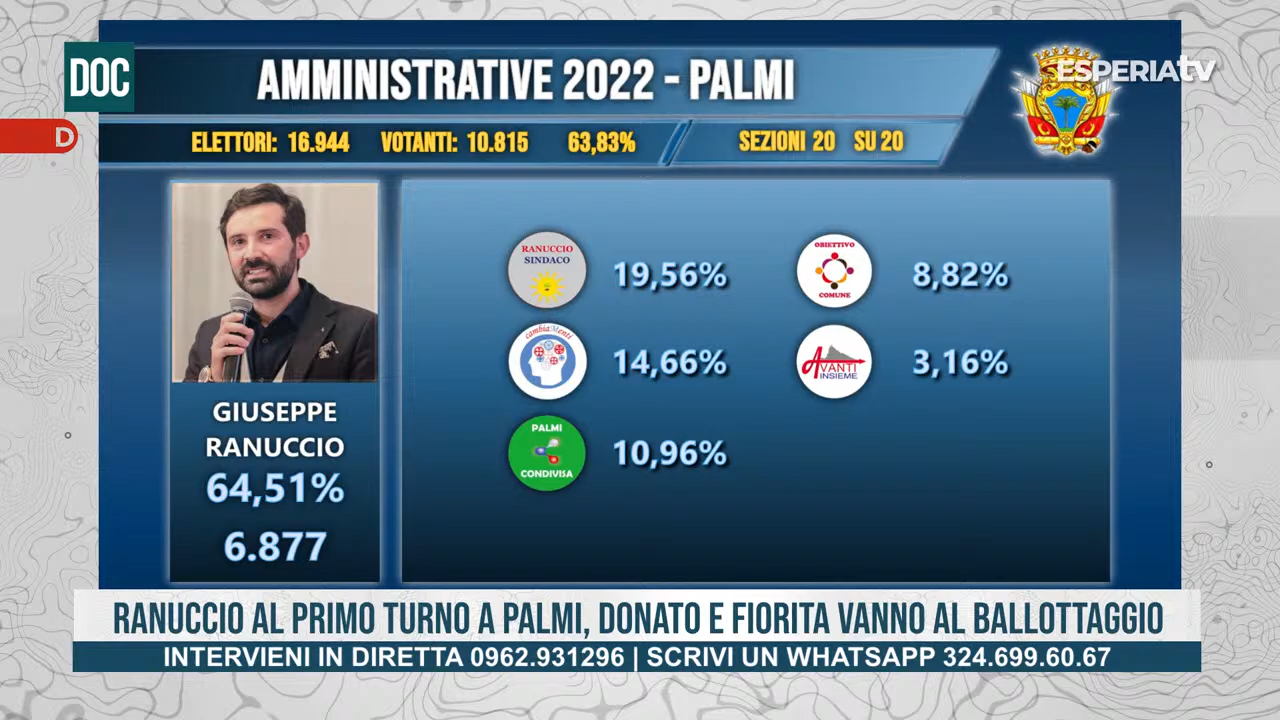 DOC
AMMINISTRATIVE 2022 - PALMI
ESPERIAtv
D
ELETTORI: 16.944 VOTANTI: 10.815 63,83% SEZIONI 20 SU 20
RANUCCIO
SINDACO
19,56%
OBIETTIVO
COMUNE
8,82%
cambiaMenti
14,66%
AVANTI
INSIEME
3,16%
PALMI
CONDIVISA
10,96%
GIUSEPPE
RANUCCIO
64,51%
6.877
RANUCCIO AL PRIMO TURNO A PALMI, DONATO E FIORITA VANNO AL BALLOTTAGGIO
INTERVIENI IN DIRETTA 0962.931296 | SCRIVI UN WHATSAPP 324.699.60.67